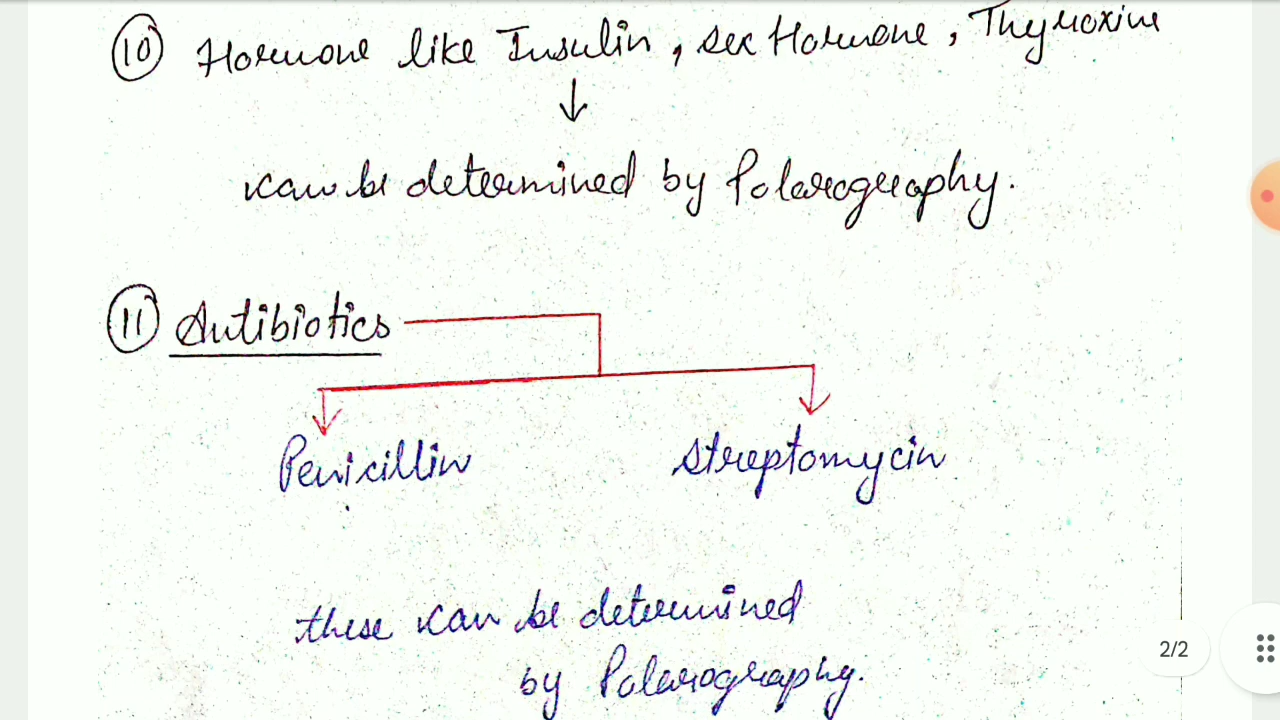 10 Hormone like Insulin, sex Hormone, Thyroxine
↓
can be determined by Polarography.
11 Antibiotics
Penicillin Streptomycin
these can be determined
by Polarography.
2/2